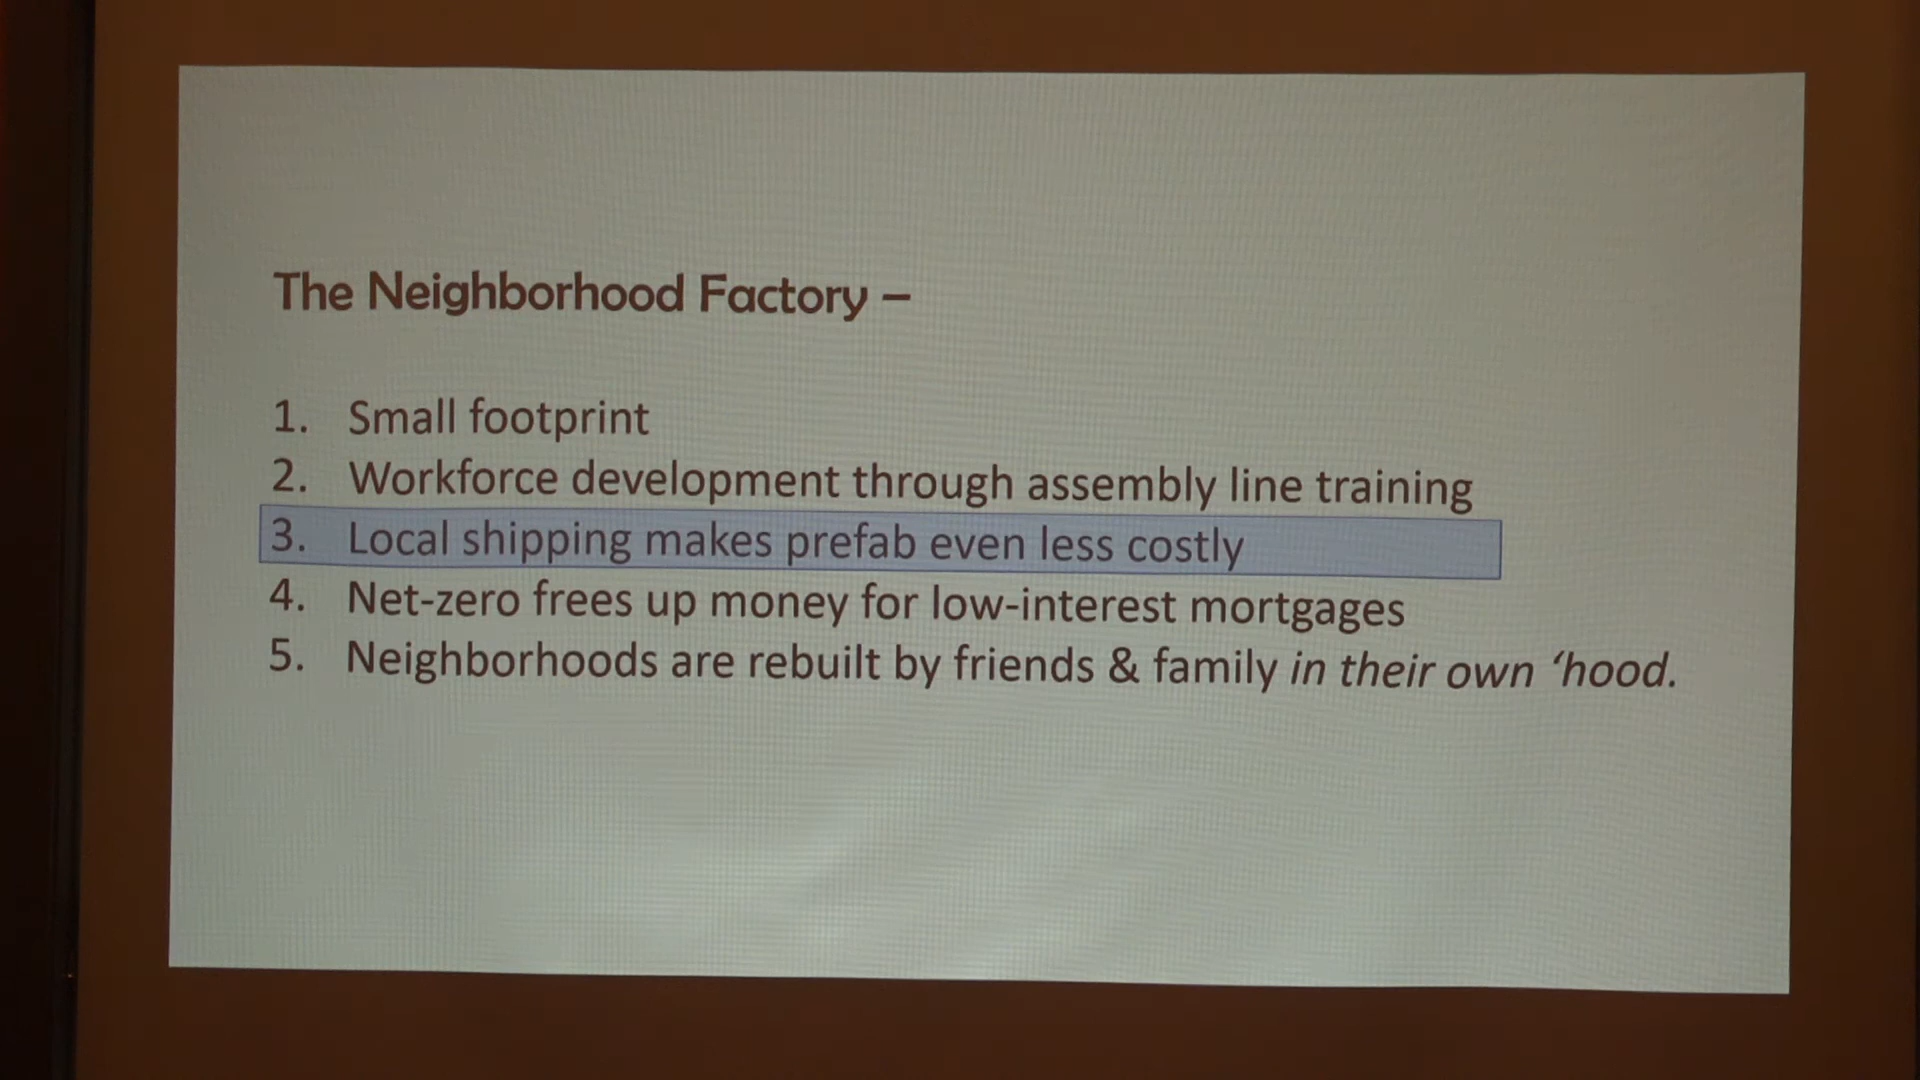 The Neighborhood Factory –
1. Small footprint
2. Workforce development through assembly line training
3. Local shipping makes prefab even less costly
4. Net-zero frees up money for low-interest mortgages
5. Neighborhoods are rebuilt by friends & family in their own ‘hood.